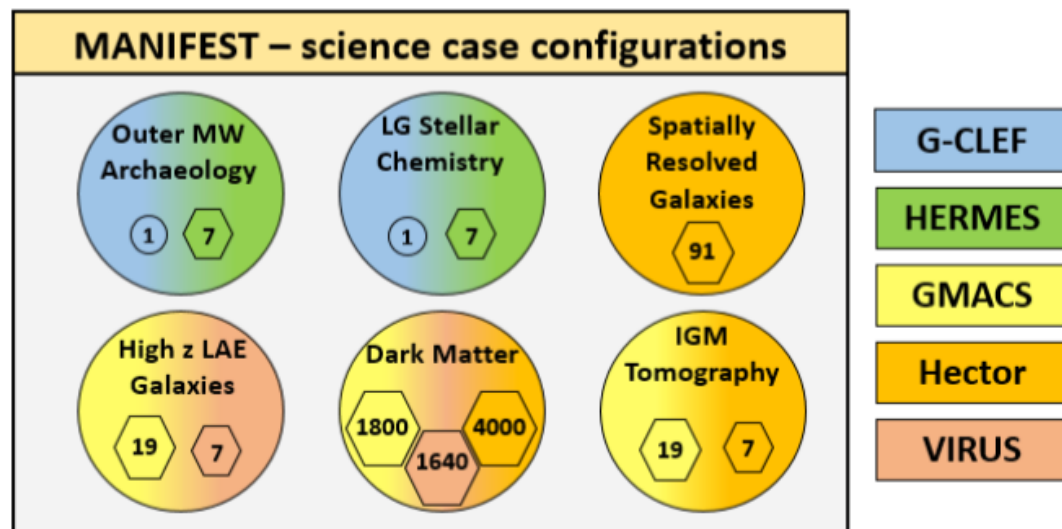 MANIFEST – science case configurations
Outer MW
Archaeology
1
7
LG Stellar
Chemistry
1
7
Spatially
Resolved
Galaxies
91
High z LAE
Galaxies
19
7
Dark Matter
1800
1640
4000
IGM
Tomography
19
7
G-CLEF
HERMES
GMACS
Hector
VIRUS